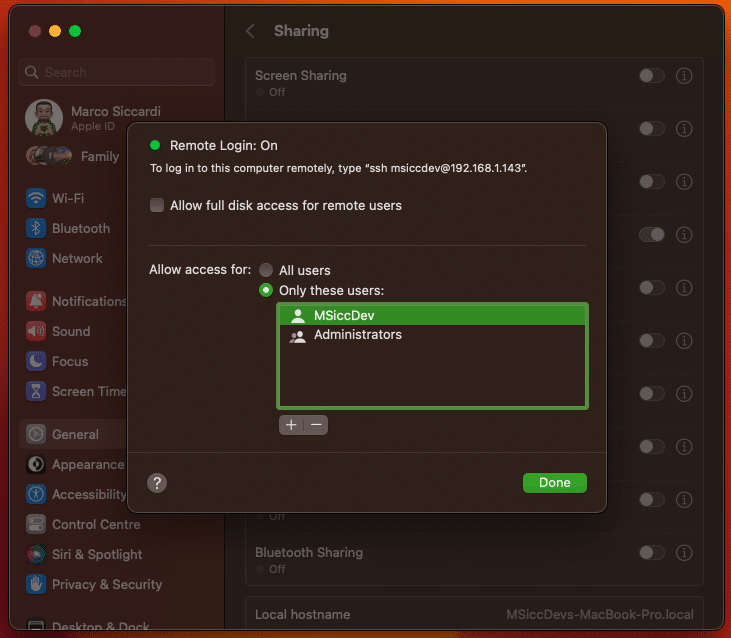 Sharing
Search
Marco Siccardi
Apple ID
Family
Wi-Fi
Bluetooth
Network
Notifications
Sound
Focus
Screen Time
General
Appearance
Accessibility
Control Centre
Siri & Spotlight
Privacy & Security
Desktop & Dock
Screen Sharing
Off
Remote Login: On
To log in to this computer remotely, type “ssh msiccdev@192.168.1.143”.
Allow full disk access for remote users
Allow access for:
All users
Only these users:
MSiccDev
Administrators
+ −
?
Done
Off
Bluetooth Sharing
Off
Local hostname
MSiccDevs-MacBook-Pro.local